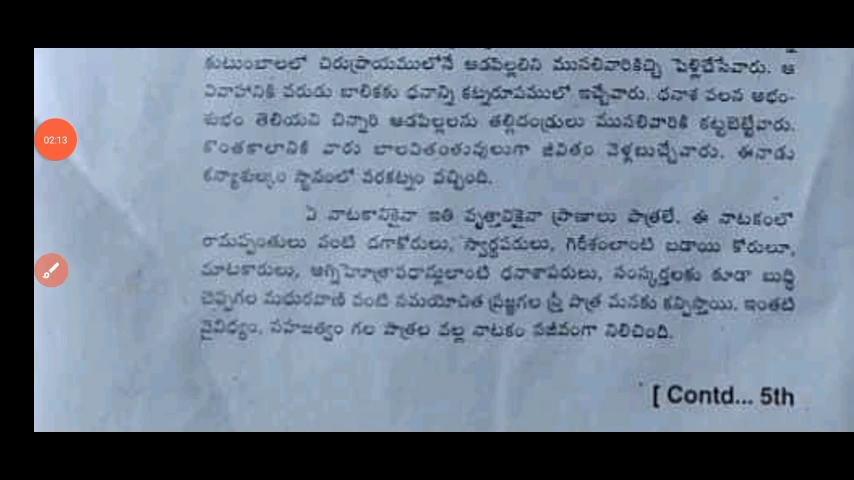 02:13
కుటుంబాలలో చిరుప్రాయములోనే ఆడపిల్లలిని ముసలివారికిచ్చి పెళ్లిచేసేవారు. ఆ
వివాహానికి వరుడు బాలికకు ధనాన్ని కట్నరూపములో ఇచ్చేవారు. ధనాశ వలన అభం-
శుభం తెలియని చిన్నారి ఆడపిల్లలను తల్లిదండ్రులు ముసలివారికి కట్టబెట్టేవారు.
కొంతకాలానికి వారు బాలవితంతువులుగా జీవితం వెళ్లబుచ్చేవారు. ఈనాడు
కన్యాశుల్కం స్థానంలో వరకట్నం వచ్చింది.
ఏ నాటకానికైనా ఇతి వృత్తానికైనా ప్రాణాలు పాత్రలే. ఈ నాటకంలో
రామప్పంతులు వంటి దగాకోరులు, స్వార్థపరులు, గిరీశంలాంటి బడాయి కోరులూ,
మాటకారులు, అగ్నిహోత్రావధాన్లులాంటి ధనాశాపరులు, సంస్కర్తలకు కూడా బుద్ధి
చెప్పగల మధురవాణి వంటి సమయోచిత ప్రజ్ఞగల స్త్రీ పాత్ర మనకు కన్పిస్తాయి. ఇంతటి
వైవిధ్యం, సహజత్వం గల పాత్రల వల్ల నాటకం సజీవంగా నిలిచింది.
[ Contd... 5th